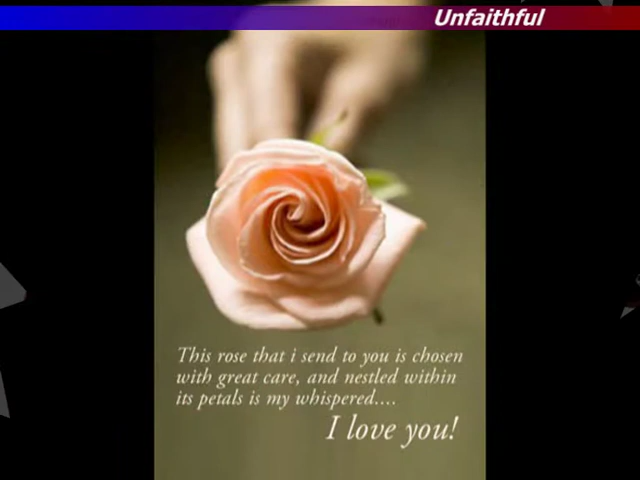 Unfaithful
This rose that i send to you is chosen
with great care, and nestled within
its petals is my whispered....
I love you!